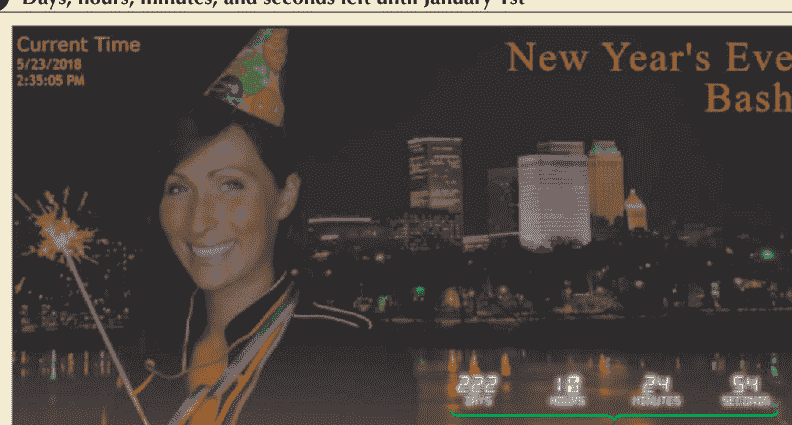 Days, hours, minutes, and seconds left until January 1st
Current Time
5/23/2018
2:35:05 PM
New Year's Eve
Bash
222 18 24 54
DAYS HOURS MINUTES SECONDS